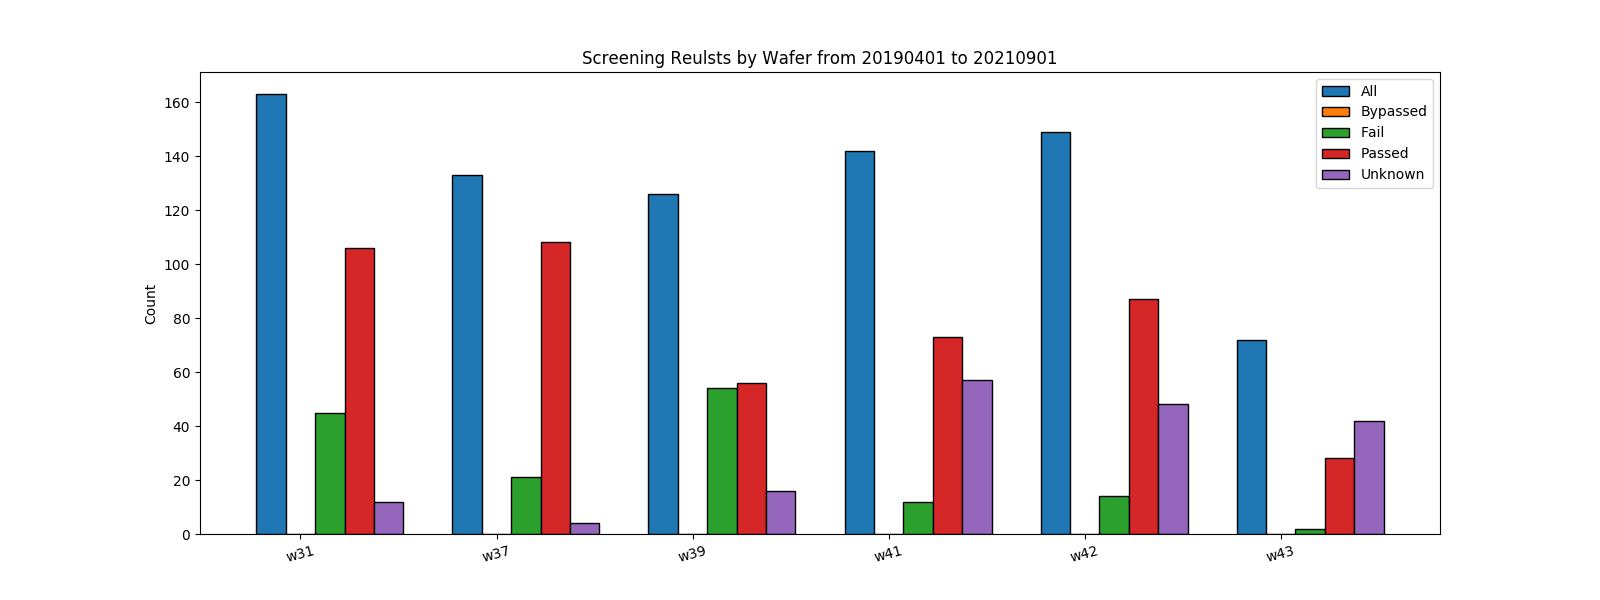 Screening Reulsts by Wafer from 20190401 to 20210901
All
Bypassed
Fail
Passed
Unknown
Count
160
140
120
100
80
60
40
20
0
w31
w37
w39
w41
w42
w43